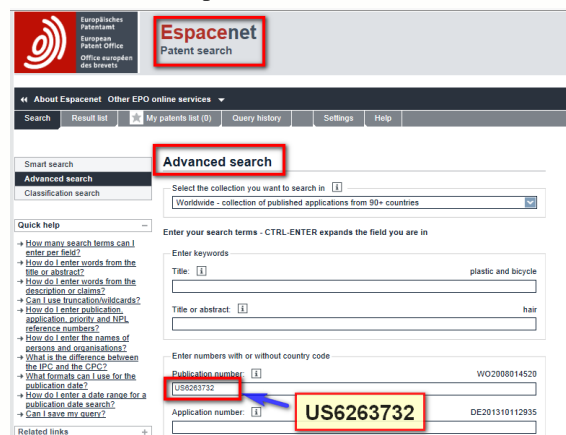 Europäisches
Patentamt
European
Patent Office
Office européen
des brevets
Espacenet
Patent search
About Espacenet Other EPO online services
Search Result list My patents list (0) Query history Settings Help
Smart search
Advanced search
Classification search
Quick help −
How many search terms can I
enter per field?
How do I enter words from the
title or abstract?
How do I enter words from the
description or claims?
Can I use truncation/wildcards?
How do I enter publication,
application, priority and NPL
reference numbers?
How do I enter the names of
persons and organisations?
What is the difference between
the IPC and the CPC?
What formats can I use for the
publication date?
How do I enter a date range for a
publication date search?
Can I save my query?
Related links +
Advanced search
Select the collection you want to search in i
Worldwide - collection of published applications from 90+ countries
Enter your search terms - CTRL-ENTER expands the field you are in
Enter keywords
Title: i plastic and bicycle
Title or abstract: i hair
Enter numbers with or without country code
Publication number: i WO2008014520
US6263732
US6263732
Application number: i DE201310112935